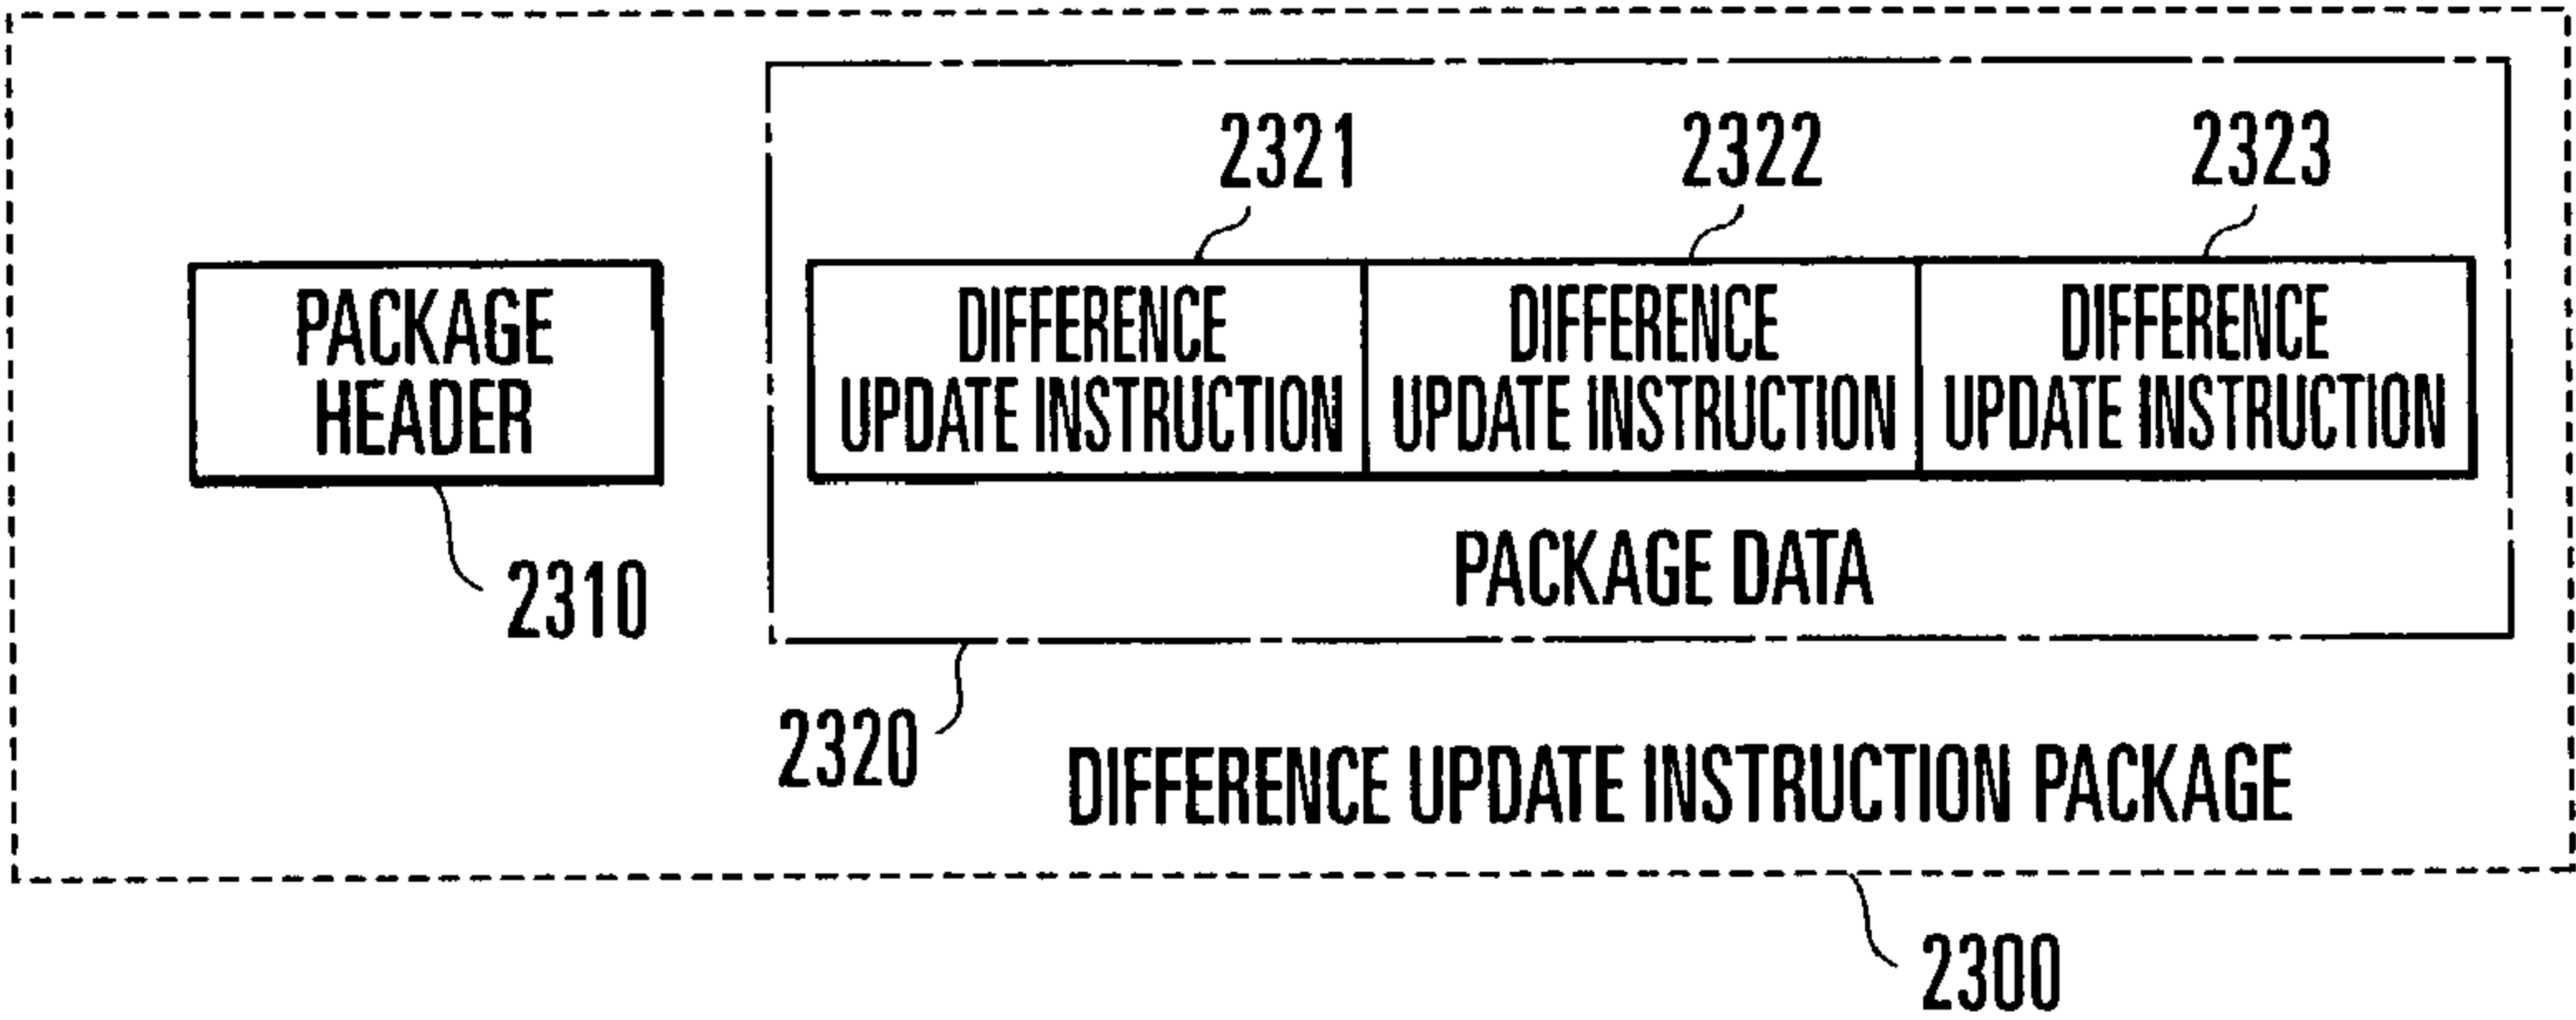 2321 2322 2323
PACKAGE
HEADER
DIFFERENCE
UPDATE INSTRUCTION
DIFFERENCE
UPDATE INSTRUCTION
DIFFERENCE
UPDATE INSTRUCTION
PACKAGE DATA
2310
2320
DIFFERENCE UPDATE INSTRUCTION PACKAGE
2300